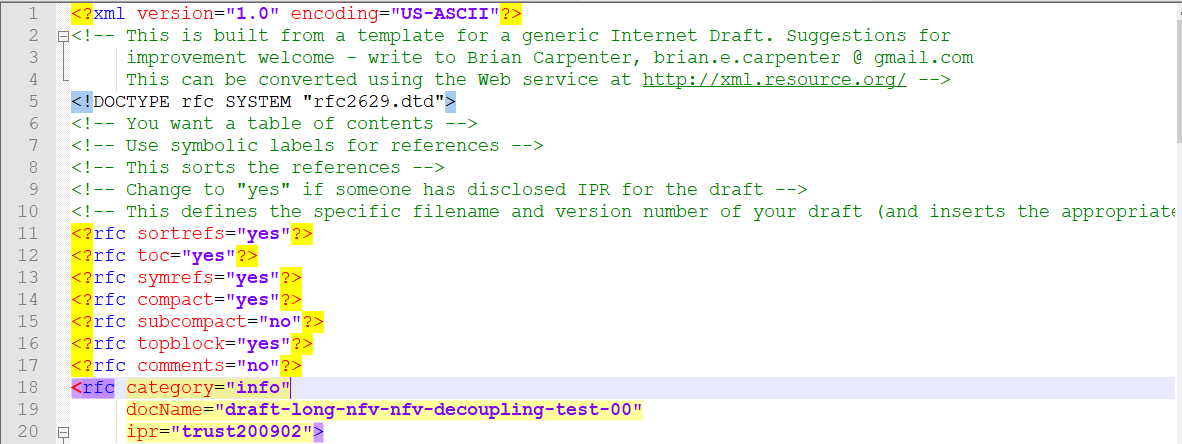 1 <?xml version="1.0" encoding="US-ASCII"?>
2 <!-- This is built from a template for a generic Internet Draft. Suggestions for
3 improvement welcome - write to Brian Carpenter, brian.e.carpenter @ gmail.com
4 This can be converted using the Web service at http://xml.resource.org/ -->
5 <!DOCTYPE rfc SYSTEM "rfc2629.dtd">
6 <!-- You want a table of contents -->
7 <!-- Use symbolic labels for references -->
8 <!-- This sorts the references -->
9 <!-- Change to "yes" if someone has disclosed IPR for the draft -->
10 <!-- This defines the specific filename and version number of your draft (and inserts the appropriate
11 <?rfc sortrefs="yes"?>
12 <?rfc toc="yes"?>
13 <?rfc symrefs="yes"?>
14 <?rfc compact="yes"?>
15 <?rfc subcompact="no"?>
16 <?rfc topblock="yes"?>
17 <?rfc comments="no"?>
18 <rfc category="info"
19 docName="draft-long-nfv-nfv-decoupling-test-00"
20 ipr="trust200902">